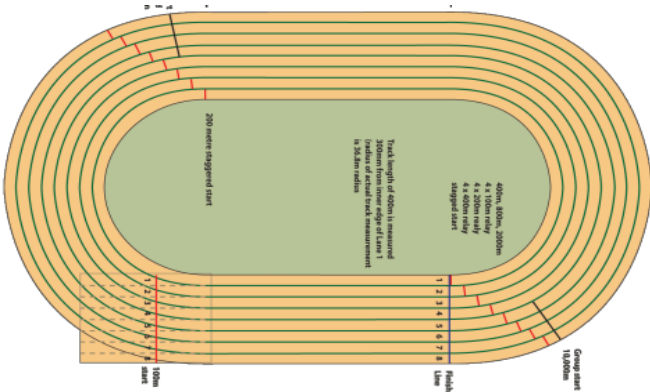 200 metre staggered start
Track length of 400m is measured
300mm from inner edge of Lane 1
(radius of actual track measurement
is 36.8m radius
400m, 800m, 2000m
4 x 100m relay
4 x 200m realy
4 x 400m relay
stagged start
1 2 3 4 5 6 7 8
100m
start
1 2 3 4 5 6 7 8
Finish
Line
Group start
10,000m